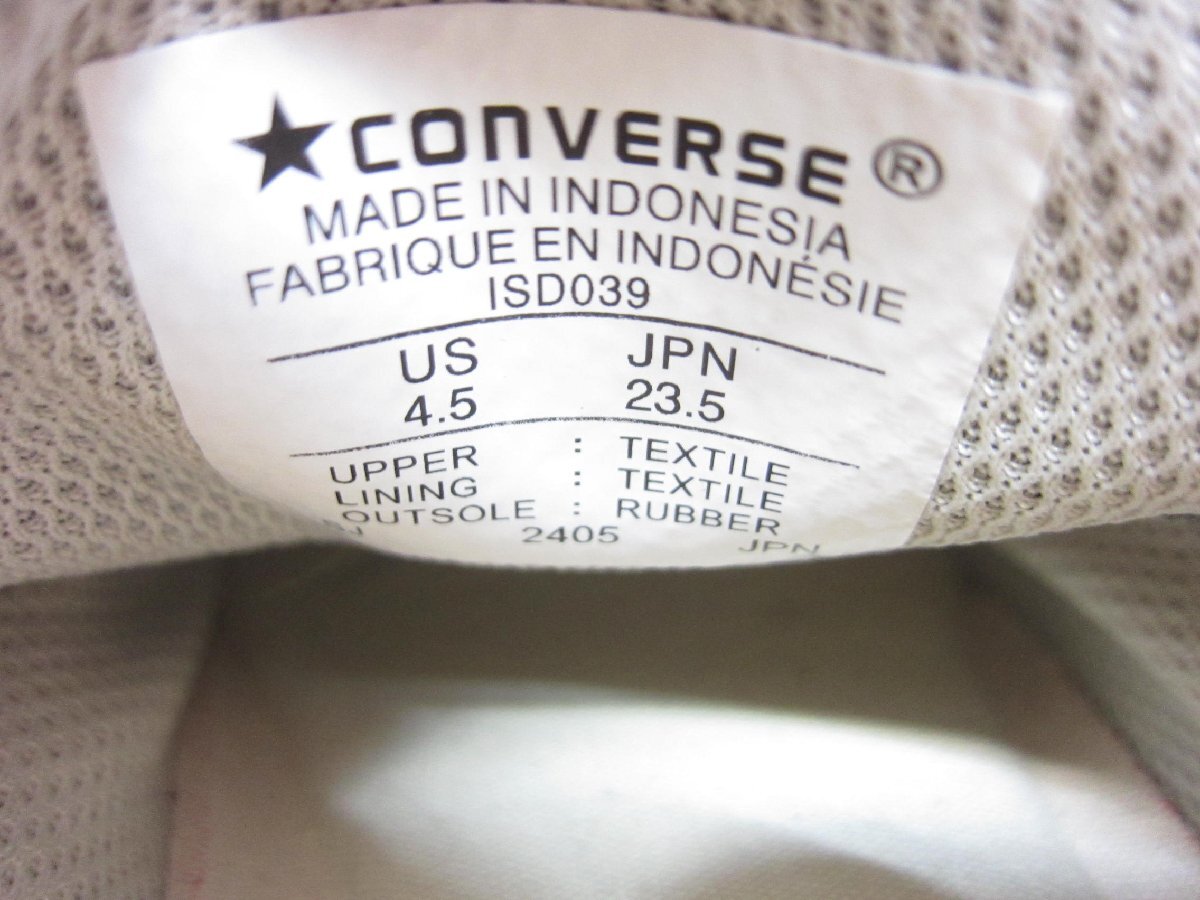 ★CONVERSE®
MADE IN INDONESIA
FABRIQUE EN INDONÉSIE
ISD039
US JPN
4.5 23.5
UPPER : TEXTILE
LINING : TEXTILE
OUTSOLE : RUBBER
2405 JPN